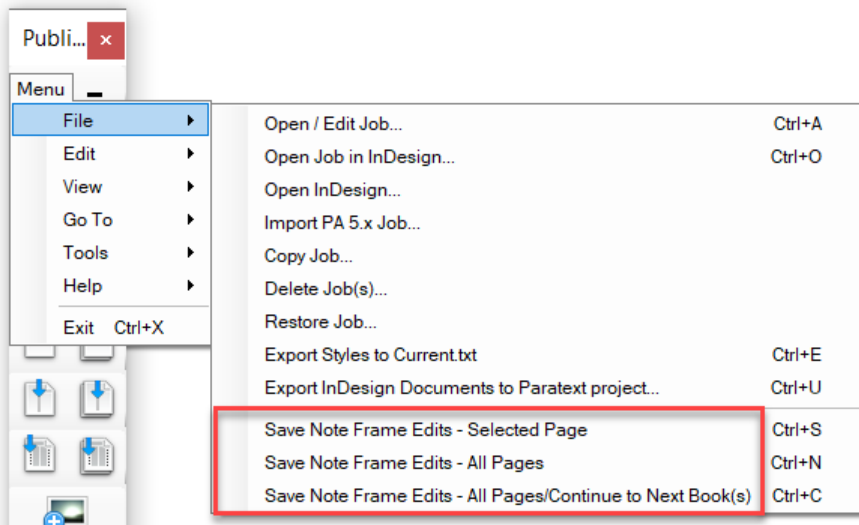 Publi...
Menu
File
Edit
View
Go To
Tools
Help
Exit Ctrl+X
Open / Edit Job... Ctrl+A
Open Job in InDesign... Ctrl+O
Open InDesign...
Import PA 5.x Job...
Copy Job...
Delete Job(s)...
Restore Job...
Export Styles to Current.txt Ctrl+E
Export InDesign Documents to Paratext project... Ctrl+U
Save Note Frame Edits - Selected Page Ctrl+S
Save Note Frame Edits - All Pages Ctrl+N
Save Note Frame Edits - All Pages/Continue to Next Book(s) Ctrl+C